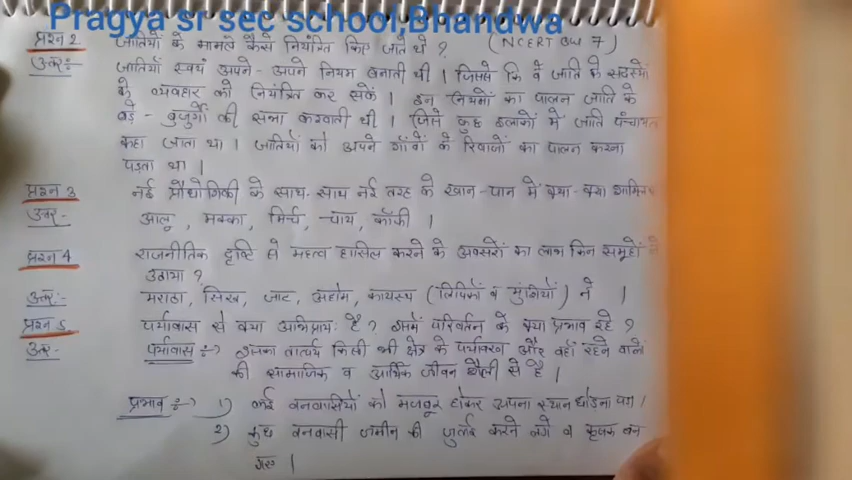 Pragya sr sec school,Bhandwa
प्रश्न 2 जातियों के मामले कैसे नियंत्रित किए जाते थे ? (NCERT BW 7)
उत्तर:- जातियाँ स्वयं अपने-अपने नियम बनाती थी । जिससे कि वे जाति के सदस्यों
के व्यवहार को नियंत्रित कर सकें । इन नियमों का पालन जाति के
बड़े-बुजुर्गों की सभा करवाती थी । जिसे कुछ इलाकों में जाति पंचायत
कहा जाता था । जातियों को अपने गाँवों के रिवाजों का पालन करना
पड़ता था ।
प्रश्न 3 नई प्रौद्योगिकी के साथ-साथ नई तरह के खान-पान में क्या-क्या शामिल
उत्तर- आलू, मक्का, मिर्च, चाय, कॉफी ।
प्रश्न 4 राजनीतिक दृष्टि से महत्व हासिल करने के अवसरों का लाभ किन समूहों ने
उठाया ?
उत्तर:- मराठा, सिख, जाट, अहोम, कायस्थ (लिपिकों व मुंशियों) ने ।
प्रश्न 5 पर्यावास से क्या अभिप्राय: है ? इसमें परिवर्तन के क्या प्रभाव रहे ?
उत्तर- पर्यावास :-> इसका तात्पर्य किसी भी क्षेत्र के पर्यावरण और वहाँ रहने वालों
की सामाजिक व आर्थिक जीवन शैली से है ।
प्रभाव :-> 1) कई वनवासियों को मजबूर होकर अपना स्थान छोड़ना पड़ा ।
2) कुछ वनवासी जमीन की जुताई करने लगे व कृषक बन
गए ।